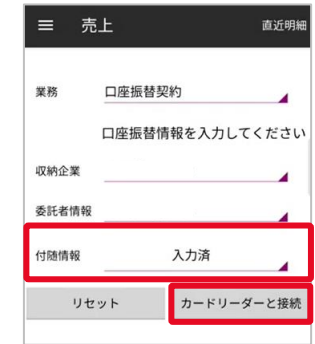 ≡ 売上 直近明細
業務 口座振替契約
口座振替情報を入力してください
収納企業
委託者情報
付随情報 入力済
リセット カードリーダーと接続